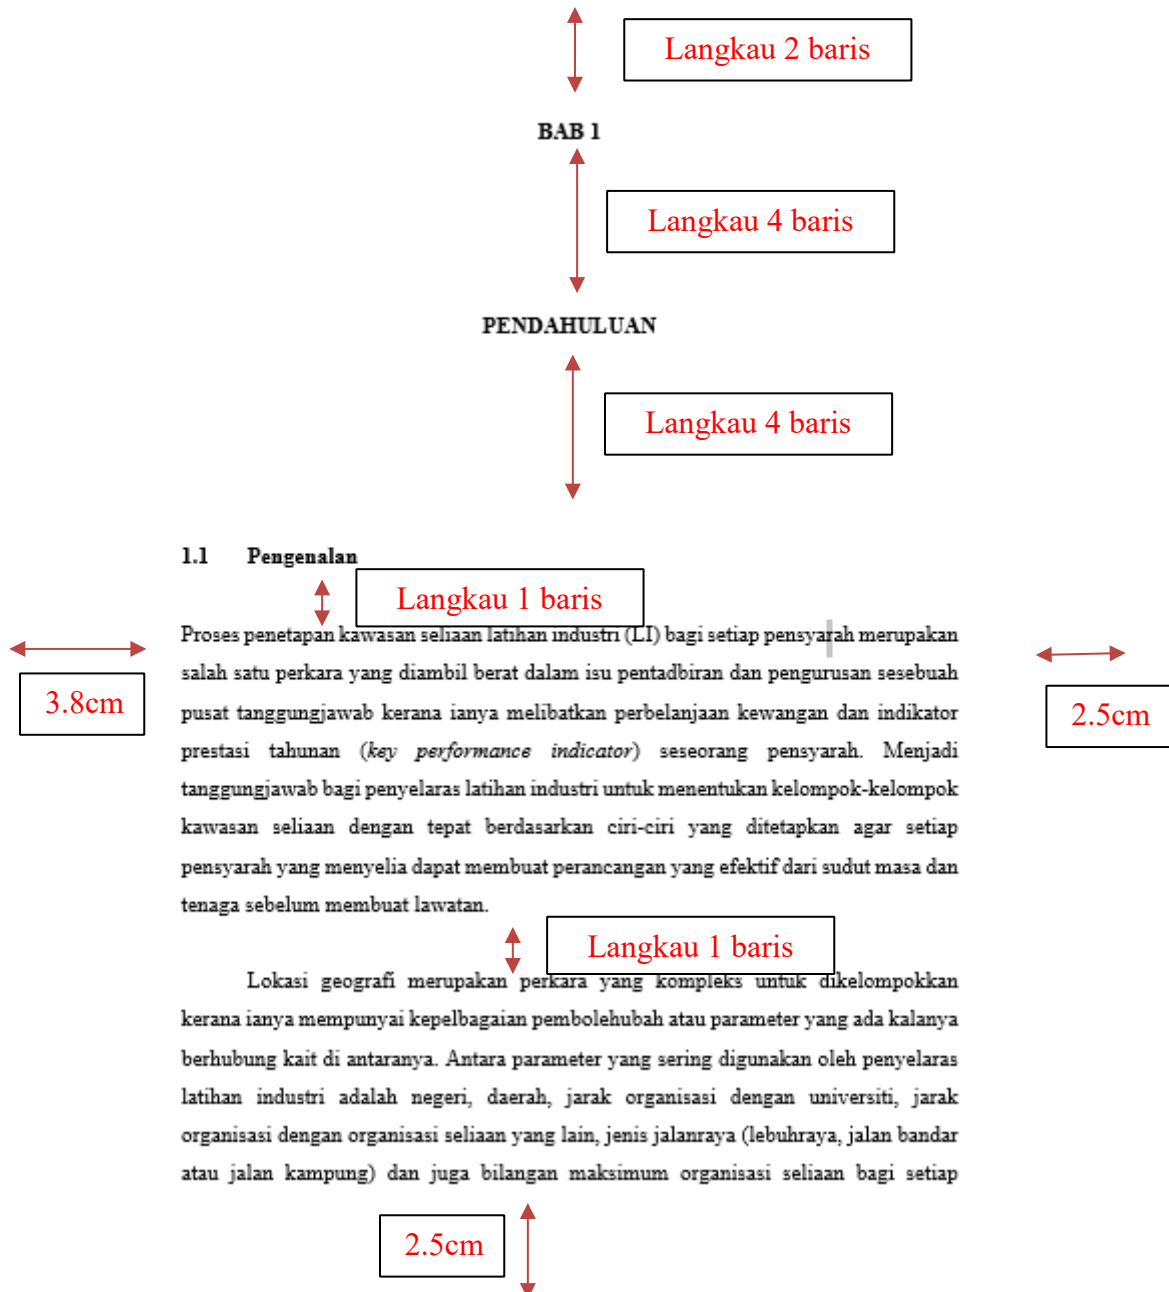 Langkau 2 baris
BAB 1
Langkau 4 baris
PENDAHULUAN
Langkau 4 baris
1.1 Pengenalan
Langkau 1 baris
Proses penetapan kawasan seliaan latihan industri (LI) bagi setiap pensyarah merupakan
3.8cm
salah satu perkara yang diambil berat dalam isu pentadbiran dan pengurusan sesebuah
pusat tanggungjawab kerana ianya melibatkan perbelanjaan kewangan dan indikator
2.5cm
prestasi tahunan (key performance indicator) seseorang pensyarah. Menjadi
tanggungjawab bagi penyelaras latihan industri untuk menentukan kelompok-kelompok
kawasan seliaan dengan tepat berdasarkan ciri-ciri yang ditetapkan agar setiap
pensyarah yang menyelia dapat membuat perancangan yang efektif dari sudut masa dan
tenaga sebelum membuat lawatan.
Langkau 1 baris
Lokasi geografi merupakan perkara yang kompleks untuk dikelompokkan
kerana ianya mempunyai kepelbagaian pembolehubah atau parameter yang ada kalanya
berhubung kait di antaranya. Antara parameter yang sering digunakan oleh penyelaras
latihan industri adalah negeri, daerah, jarak organisasi dengan universiti, jarak
organisasi dengan organisasi seliaan yang lain, jenis jalanraya (lebuhraya, jalan bandar
atau jalan kampung) dan juga bilangan maksimum organisasi seliaan bagi setiap
2.5cm